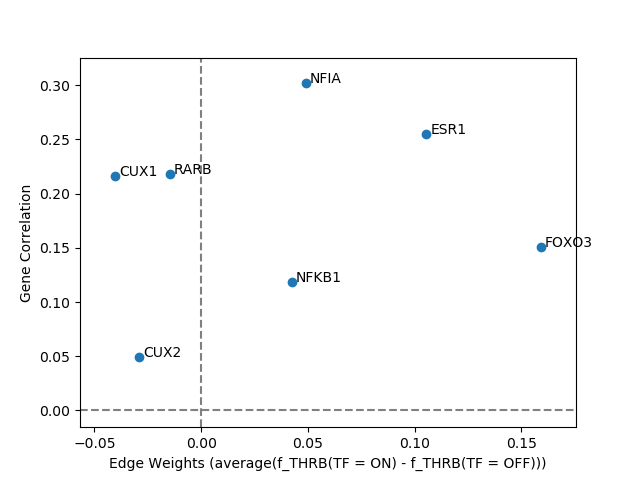 0.30
0.25
0.20
0.15
0.10
0.05
0.00
Gene Correlation
NFIA
ESR1
CUX1
RARB
FOXO3
NFKB1
CUX2
−0.05
0.00
0.05
0.10
0.15
Edge Weights (average(f_THRB(TF = ON) - f_THRB(TF = OFF)))